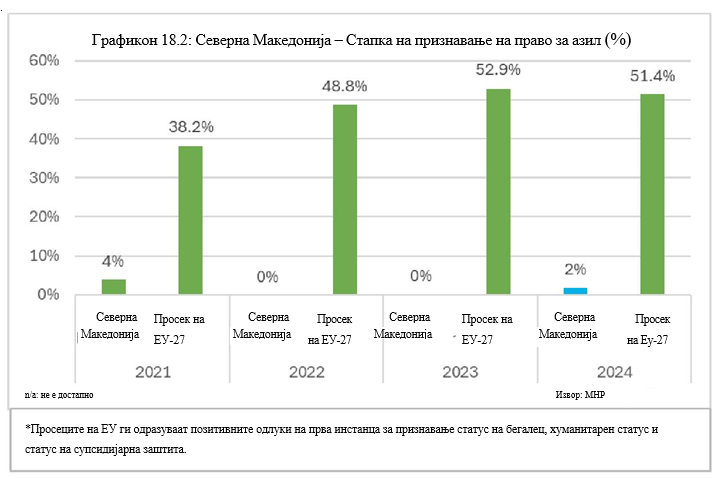 Графикон 18.2: Северна Македонија – Стапка на признавање на право за азил (%)
60%
50%
40%
30%
20%
10%
0%
4%
38.2%
0%
48.8%
0%
52.9%
2%
51.4%
Северна
Македонија
Просек на
ЕУ-27
Северна
Македонија
Просек
на ЕУ-27
Северна
Македонија
Просек на
ЕУ-27
Северна
Македонија
Просек
на Еу-27
2021
2022
2023
2024
n/a: не е достапно
Извор: МНР
*Просеците на ЕУ ги одразуваат позитивните одлуки на прва инстанца за признавање статус на бегалец, хуманитарен статус и
статус на супсидијарна заштита.